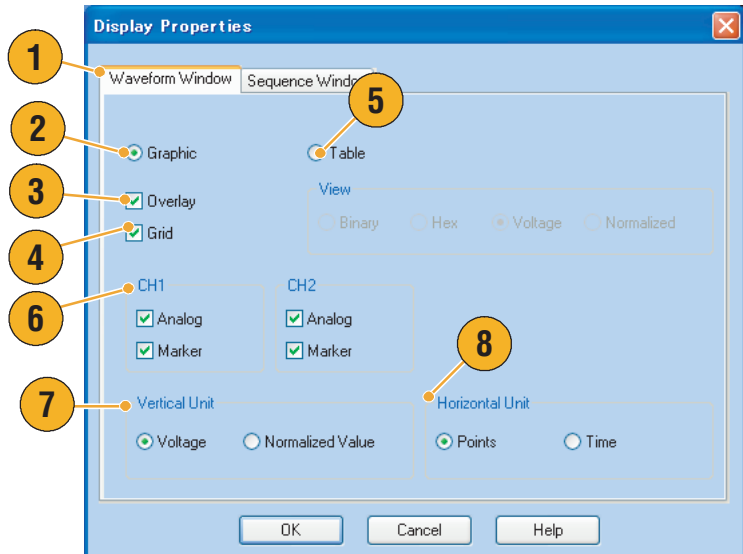 Display Properties
1
Waveform Window Sequence Windo
5
2
Graphic Table
3
Overlay View
Binary Hex Voltage Normalized
4
Grid
6
CH1 CH2
Analog Analog
Marker Marker
8
7
Vertical Unit Horizontal Unit
Voltage Normalized Value Points Time
OK Cancel Help